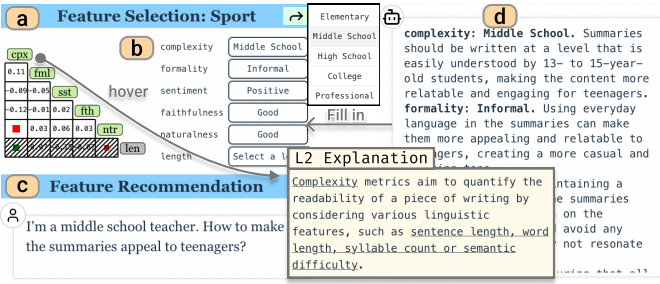 a
Feature Selection: Sport
b
cpx
fml
sst
fth
ntr
len
0.11
-0.09
-0.05
-0.12
-0.01
0.02
0.03
0.06
0.03
hover
complexity
Middle School
formality
Informal
sentiment
Positive
faithfulness
Good
naturalness
Good
length
Select a l
Elementary
Middle School
High School
College
Professional
Fill in
d
complexity: Middle School. Summaries
should be written at a level that is
easily understood by 13- to 15-year-
old students, making the content more
relatable and engaging for teenagers.
formality: Informal. Using everyday
language in the summaries can make
them more appealing and relatable to
agers, creating a more casual and
ntaining a
e summaries
on the
avoid any
not resonate
L2 Explanation
Complexity metrics aim to quantify the
readability of a piece of writing by
considering various linguistic
features, such as sentence length, word
length, syllable count or semantic
difficulty.
c
Feature Recommendation
I'm a middle school teacher. How to make
the summaries appeal to teenagers?